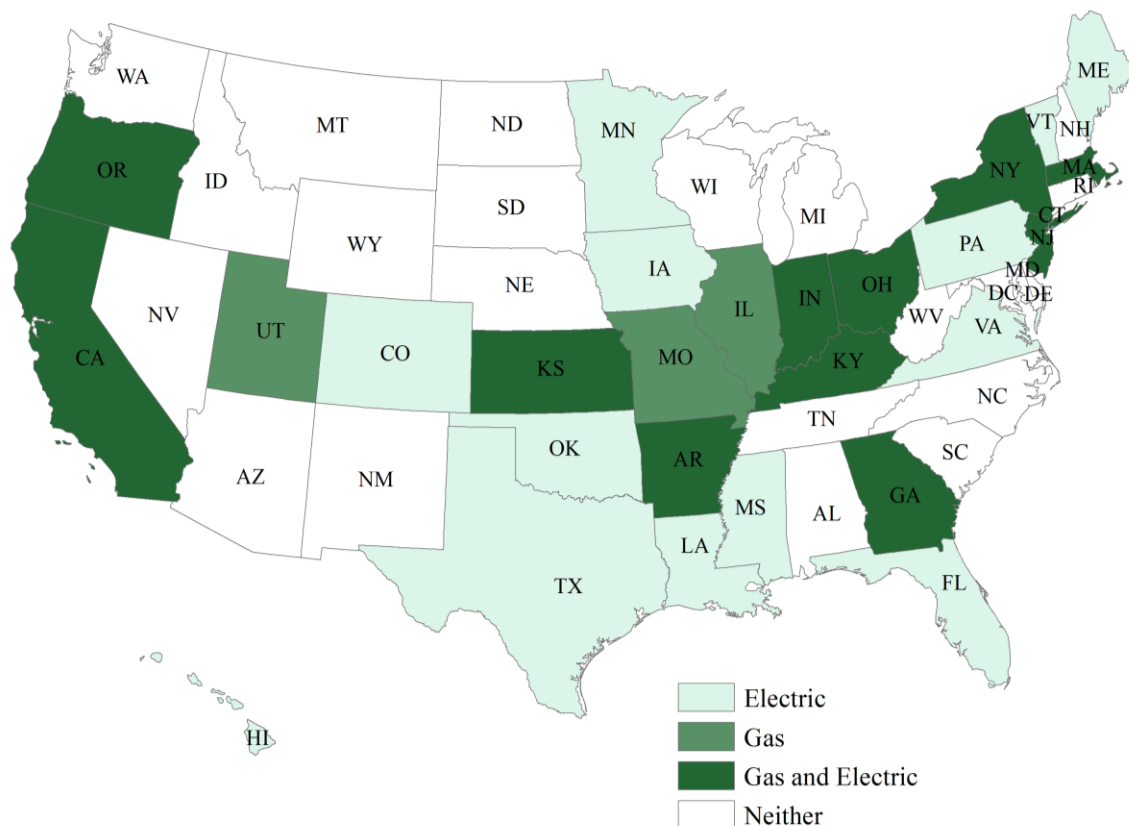 ME
WA
MT
ND
MN
VT
NH
OR
ID
SD
WI
MI
NY
MA
RI
CT
WY
IA
NE
PA
NJ
NV
UT
CO
IL
IN
OH
MD
DC
DE
WV
VA
CA
KS
MO
KY
AZ
NM
OK
AR
TN
NC
SC
MS
AL
GA
LA
TX
FL
HI
Electric
Gas
Gas and Electric
Neither